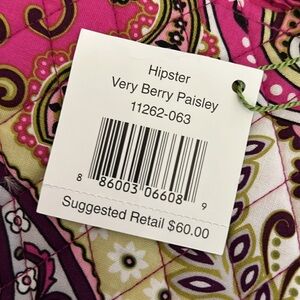 Hipster
Very Berry Paisley
11262-063
8 86003 06608 9
Suggested Retail $60.00